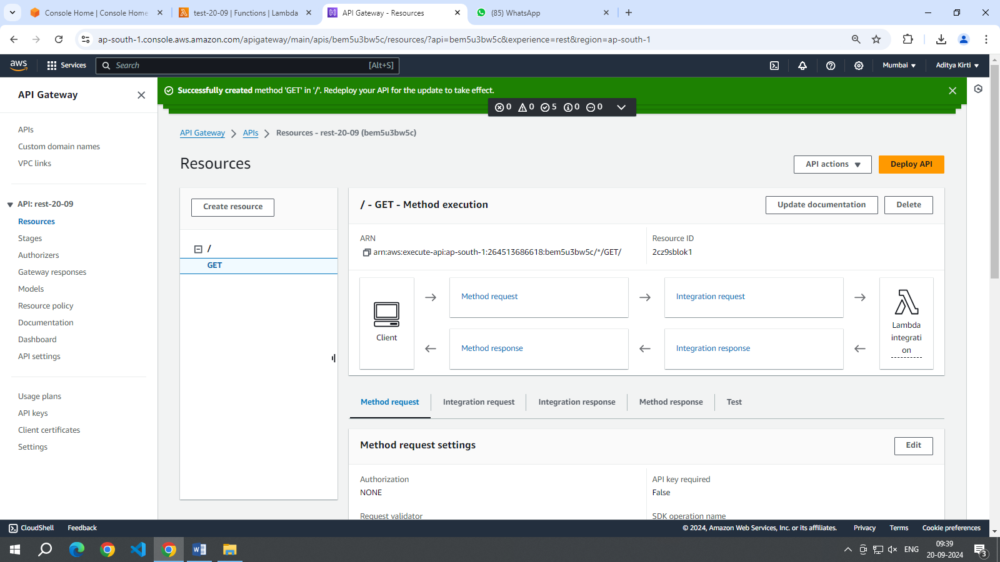 Console Home | Console Home
test-20-09 | Functions | Lambda
API Gateway - Resources
(85) WhatsApp
ap-south-1.console.aws.amazon.com/apigateway/main/apis/bem5u3bw5c/resources/?api=bem5u3bw5c&experience=rest&region=ap-south-1
aws
Services
Search
[Alt+S]
Mumbai
Aditya Kirti
API Gateway
Successfully created method 'GET' in '/'. Redeploy your API for the update to take effect.
0 0 5 0 0
APIs
Custom domain names
VPC links
API: rest-20-09
Resources
Stages
Authorizers
Gateway responses
Models
Resource policy
Documentation
Dashboard
API settings
Usage plans
API keys
Client certificates
Settings
API Gateway
APIs
Resources - rest-20-09 (bem5u3bw5c)
Resources
API actions
Deploy API
Create resource
/
GET
/ - GET - Method execution
Update documentation
Delete
ARN
arn:aws:execute-api:ap-south-1:264513686618:bem5u3bw5c/*/GET/
Resource ID
2cz9sblok1
Client
Method request
Integration request
Method response
Integration response
Lambda
integrati
on
Method request
Integration request
Integration response
Method response
Test
Method request settings
Edit
Authorization
NONE
API key required
False
Request validator
SDK operation name
CloudShell
Feedback
© 2024, Amazon Web Services, Inc. or its affiliates.
Privacy
Terms
Cookie preferences
ENG
09:39
20-09-2024
3